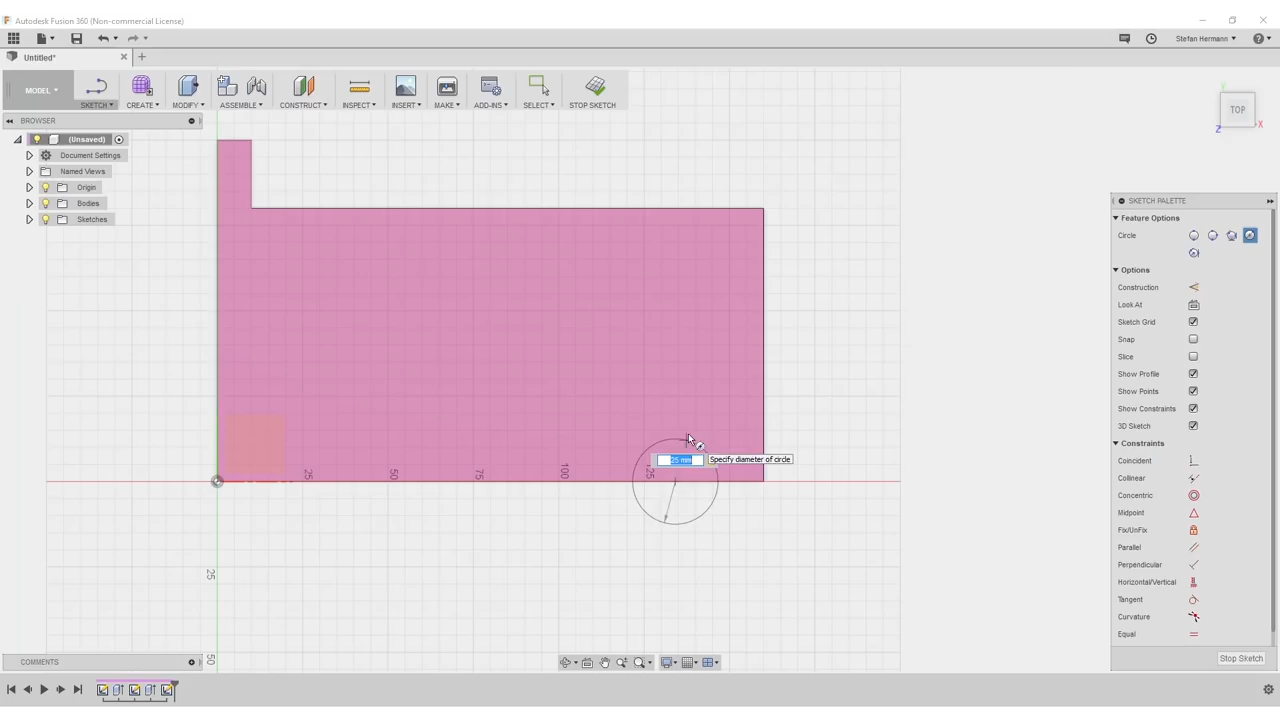 Autodesk Fusion 360 (Non-commercial License)
Stefan Hermann
Untitled*
MODEL
SKETCH
CREATE
MODIFY
ASSEMBLE
CONSTRUCT
INSPECT
INSERT
MAKE
ADD-INS
SELECT
STOP SKETCH
BROWSER
(Unsaved)
Document Settings
Named Views
Origin
Bodies
Sketches
Y
TOP
X
Z
25
50
75
100
125
25 mm
Specify diameter of circle
25
50
SKETCH PALETTE
Feature Options
Circle
Options
Construction
Look At
Sketch Grid
Snap
Slice
Show Profile
Show Points
Show Constraints
3D Sketch
Constraints
Coincident
Collinear
Concentric
Midpoint
Fix/UnFix
Parallel
Perpendicular
Horizontal/Vertical
Tangent
Curvature
Equal
Stop Sketch
COMMENTS